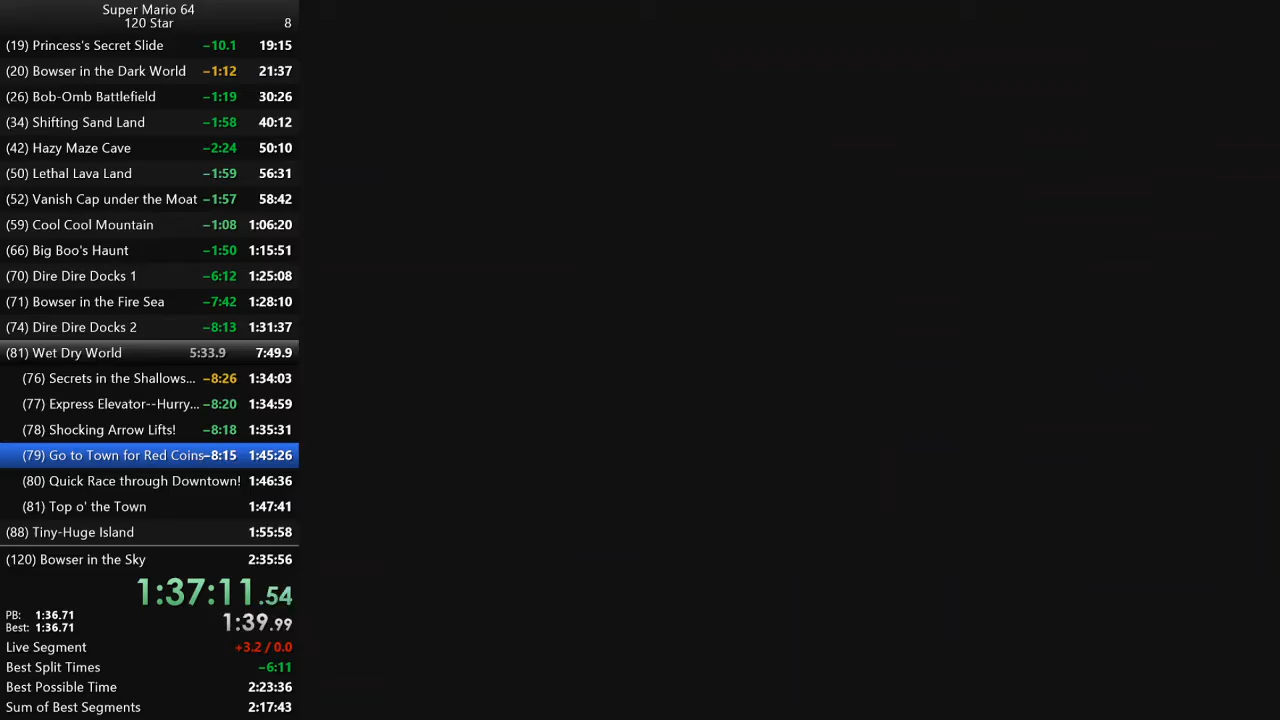 Super Mario 64
120 Star 8
(19) Princess's Secret Slide −10.1 19:15
(20) Bowser in the Dark World −1:12 21:37
(26) Bob-Omb Battlefield −1:19 30:26
(34) Shifting Sand Land −1:58 40:12
(42) Hazy Maze Cave −2:24 50:10
(50) Lethal Lava Land −1:59 56:31
(52) Vanish Cap under the Moat −1:57 58:42
(59) Cool Cool Mountain −1:08 1:06:20
(66) Big Boo's Haunt −1:50 1:15:51
(70) Dire Dire Docks 1 −6:12 1:25:08
(71) Bowser in the Fire Sea −7:42 1:28:10
(74) Dire Dire Docks 2 −8:13 1:31:37
(81) Wet Dry World 5:33.9 7:49.9
(76) Secrets in the Shallows... −8:26 1:34:03
(77) Express Elevator--Hurry... −8:20 1:34:59
(78) Shocking Arrow Lifts! −8:18 1:35:31
(79) Go to Town for Red Coins −8:15 1:45:26
(80) Quick Race through Downtown! 1:46:36
(81) Top o' the Town 1:47:41
(88) Tiny-Huge Island 1:55:58
(120) Bowser in the Sky 2:35:56
1:37:11.54
PB: 1:36.71
Best: 1:36.71
1:39.99
Live Segment +3.2 / 0.0
Best Split Times −6:11
Best Possible Time 2:23:36
Sum of Best Segments 2:17:43